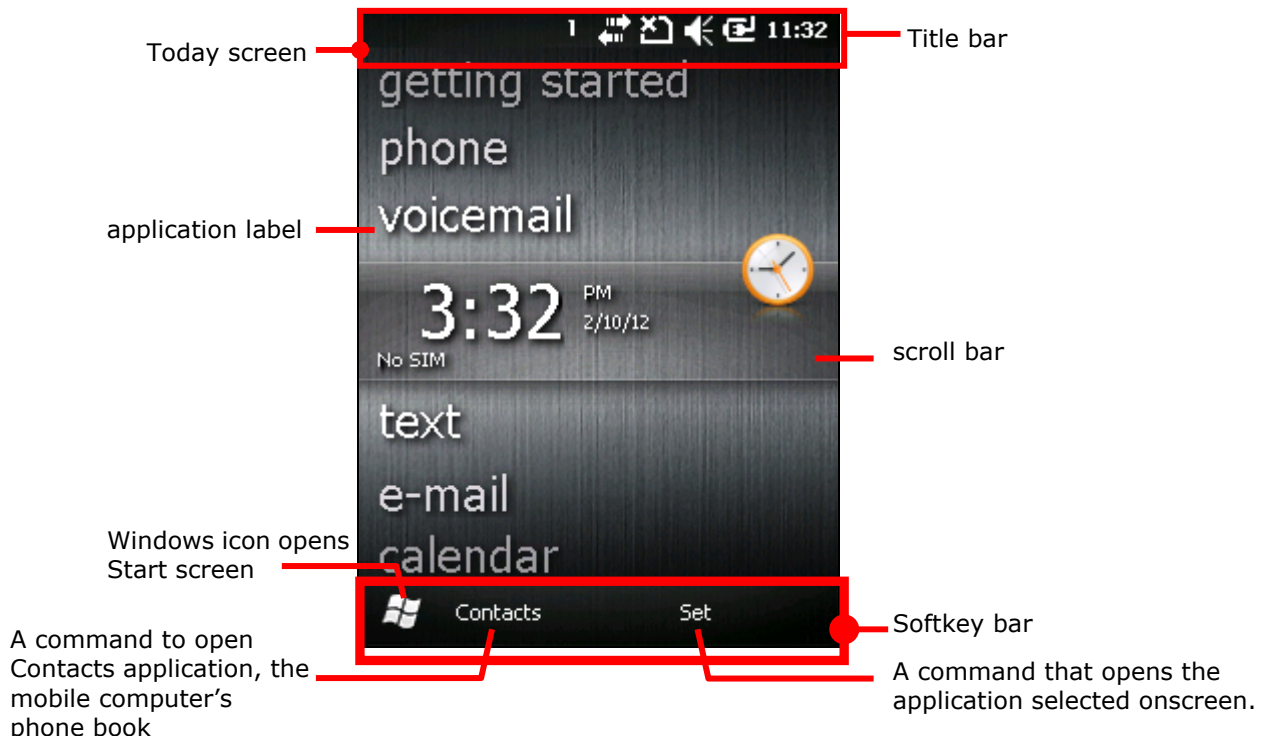 1 11:32
Today screen
Title bar
getting started
phone
voicemail
application label
3:32 PM
2/10/12
No SIM
scroll bar
text
e-mail
calendar
Windows icon opens
Start screen
Contacts Set
Softkey bar
A command to open
Contacts application, the
mobile computer’s
phone book
A command that opens the
application selected onscreen.